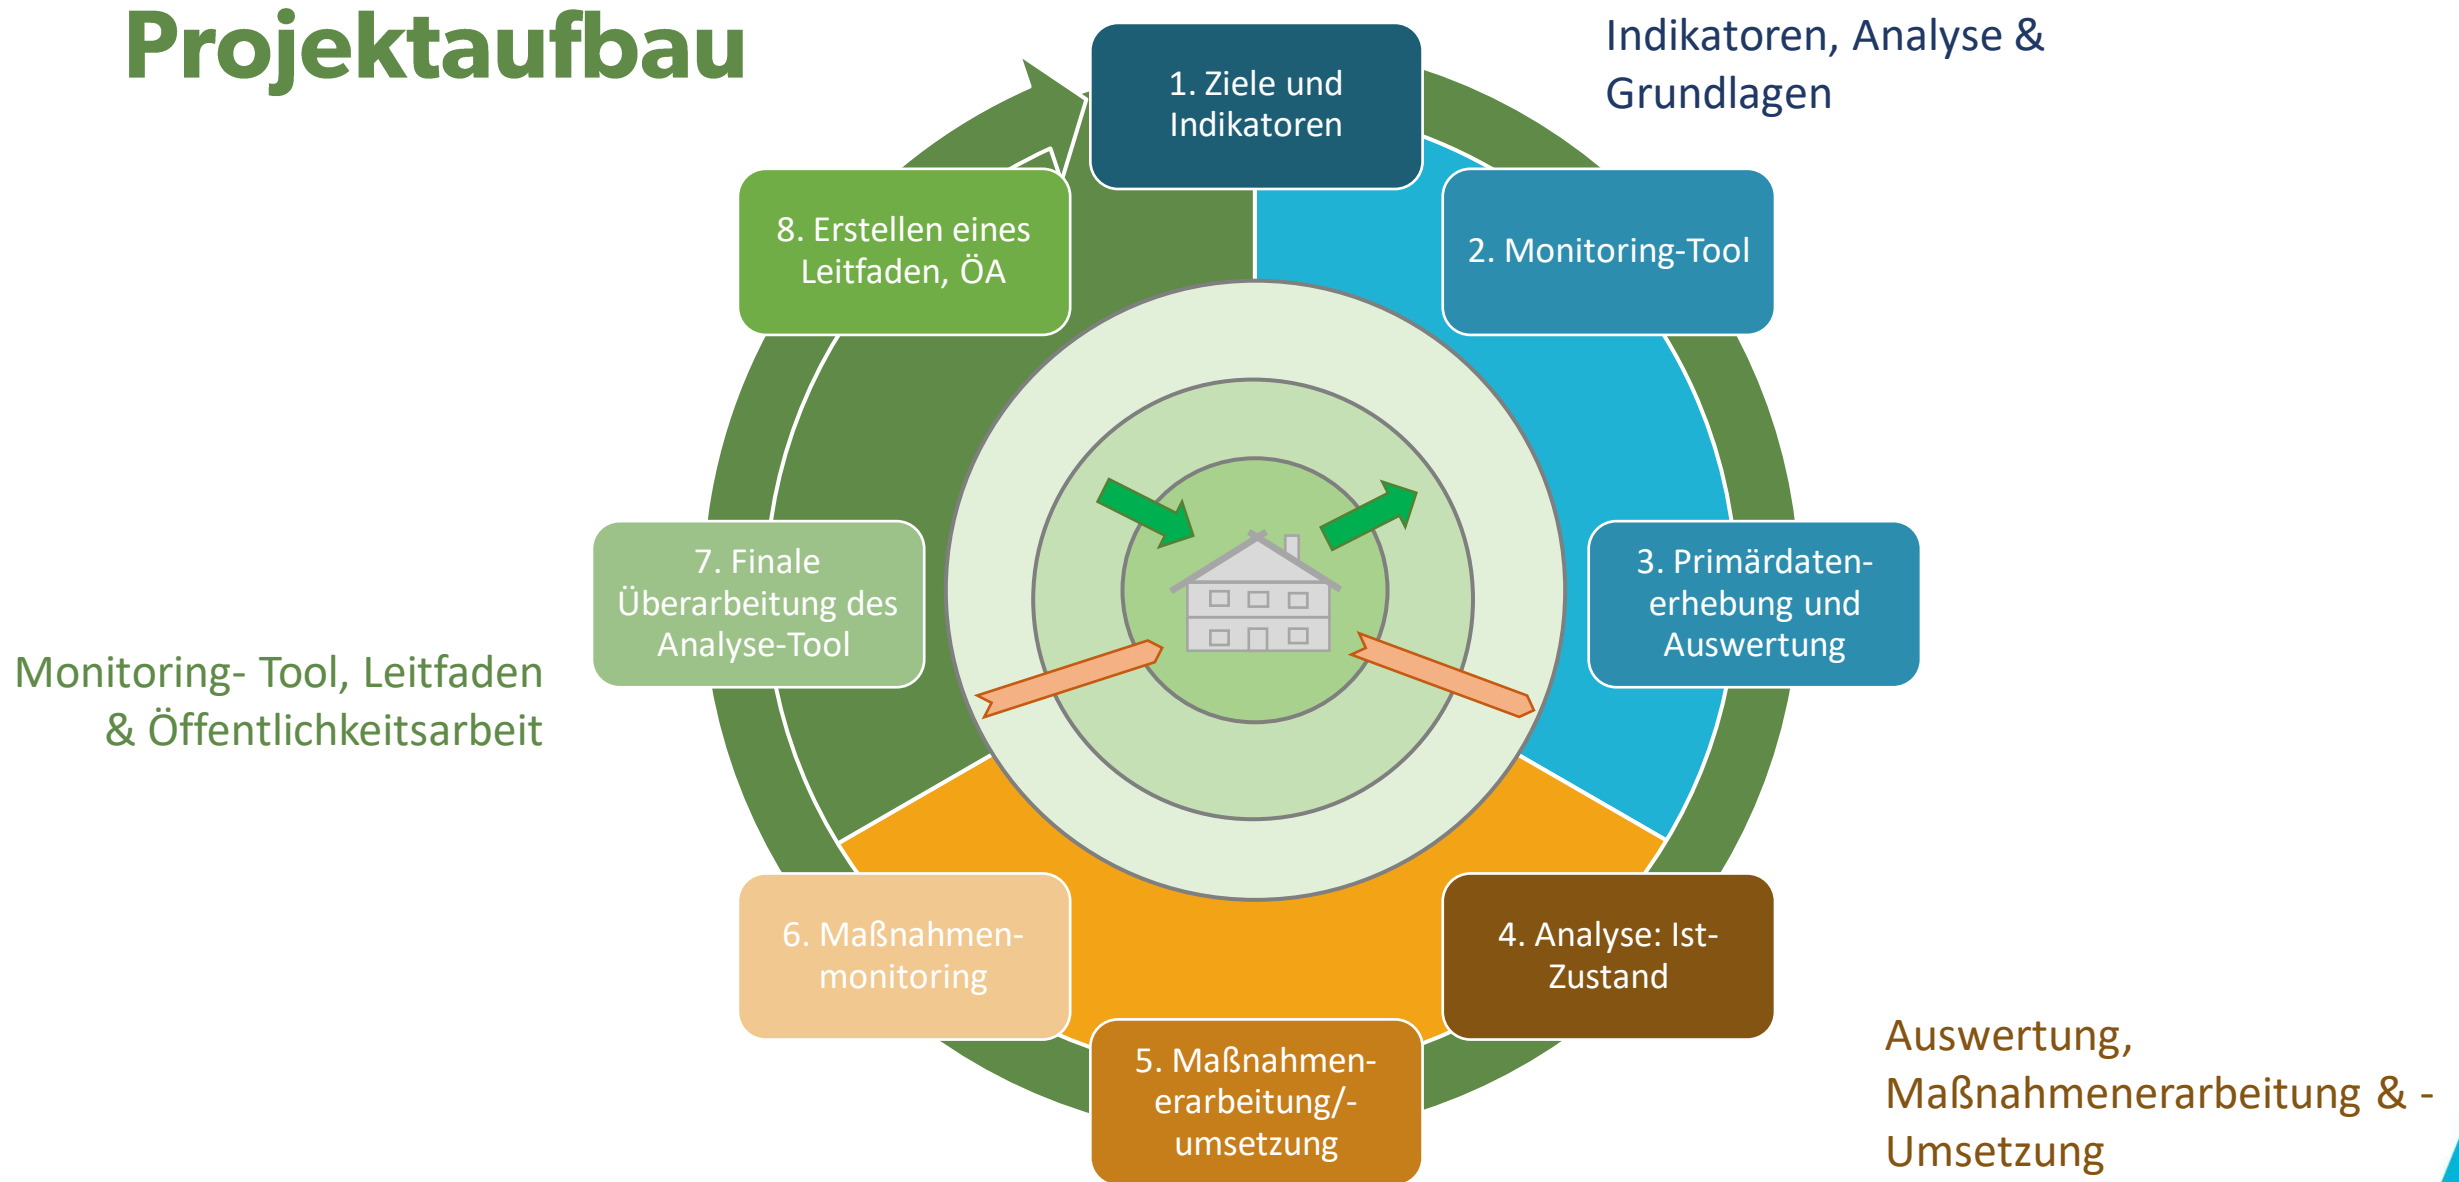 Projektaufbau
Indikatoren, Analyse &
Grundlagen
1. Ziele und
Indikatoren
2. Monitoring-Tool
3. Primärdaten-
erhebung und
Auswertung
4. Analyse: Ist-
Zustand
Auswertung,
Maßnahmenerarbeitung & -
Umsetzung
5. Maßnahmen-
erarbeitung/-
umsetzung
6. Maßnahmen-
monitoring
7. Finale
Überarbeitung des
Analyse-Tool
Monitoring- Tool, Leitfaden
& Öffentlichkeitsarbeit
8. Erstellen eines
Leitfaden, ÖA